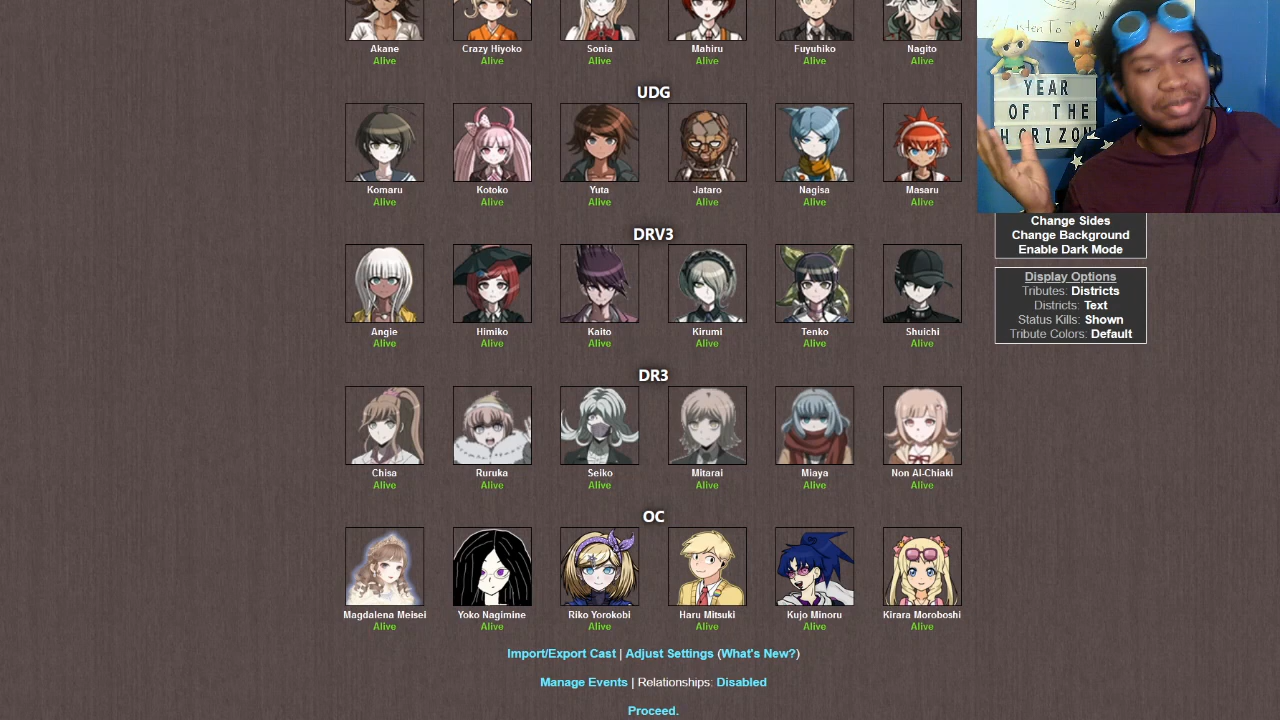 Akane Crazy Hiyoko Sonia Mahiru Fuyuhiko Nagito
Alive Alive Alive Alive Alive Alive
UDG
Komaru Kotoko Yuta Jataro Nagisa Masaru
Alive Alive Alive Alive Alive Alive
DRV3
Angie Himiko Kaito Kirumi Tenko Shuichi
Alive Alive Alive Alive Alive Alive
DR3
Chisa Ruruka Seiko Mitarai Miaya Non AI-Chiaki
Alive Alive Alive Alive Alive Alive
OC
Magdalena Meisei Yoko Nagimine Riko Yorokobi Haru Mitsuki Kujo Minoru Kirara Moroboshi
Alive Alive Alive Alive Alive Alive
Import/Export Cast | Adjust Settings (What's New?)
Manage Events | Relationships: Disabled
Proceed.
YEAR
OF THE
HORIZON
Change Sides
Change Background
Enable Dark Mode
Display Options
Tributes: Districts
Districts: Text
Status Kills: Shown
Tribute Colors: Default